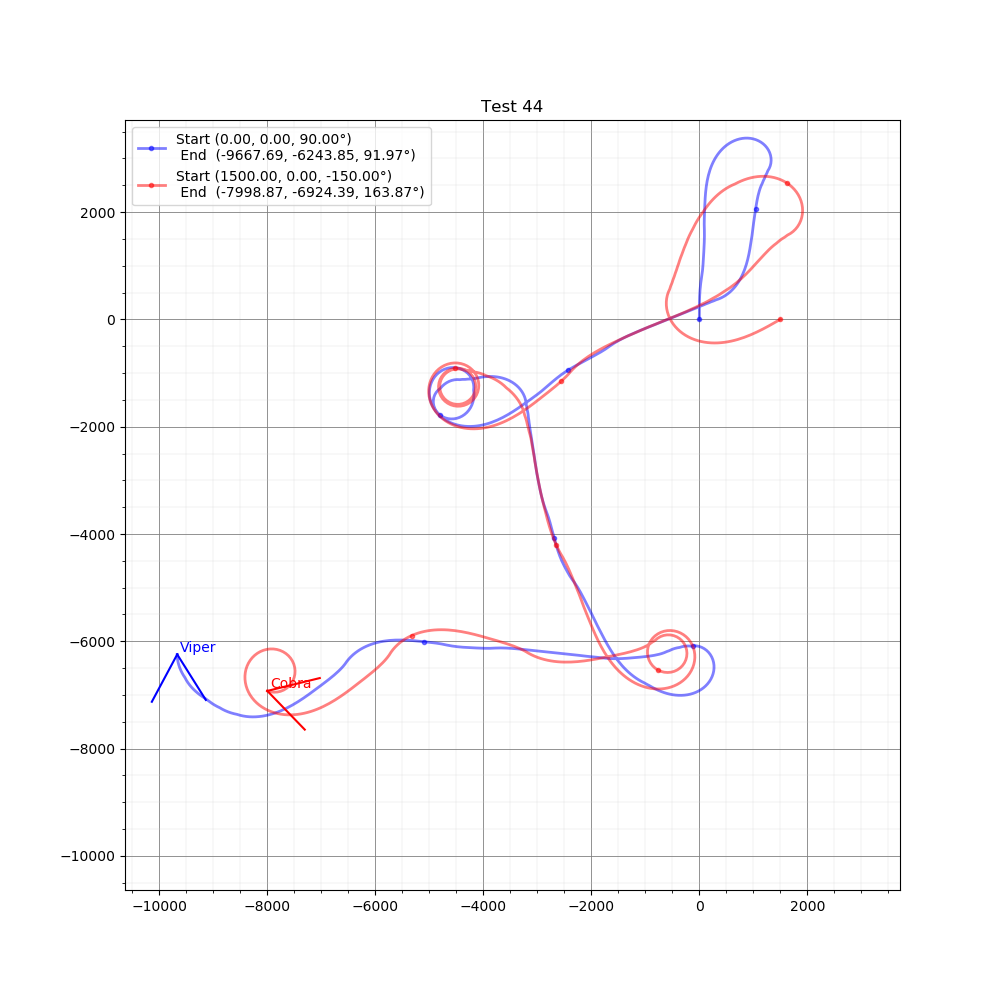 Test 44
Start (0.00, 0.00, 90.00°)
End  (-9667.69, -6243.85, 91.97°)
Start (1500.00, 0.00, -150.00°)
End  (-7998.87, -6924.39, 163.87°)
2000
0
−2000
−4000
−6000
−8000
−10000
Viper
Cobra
−10000
−8000
−6000
−4000
−2000
0
2000